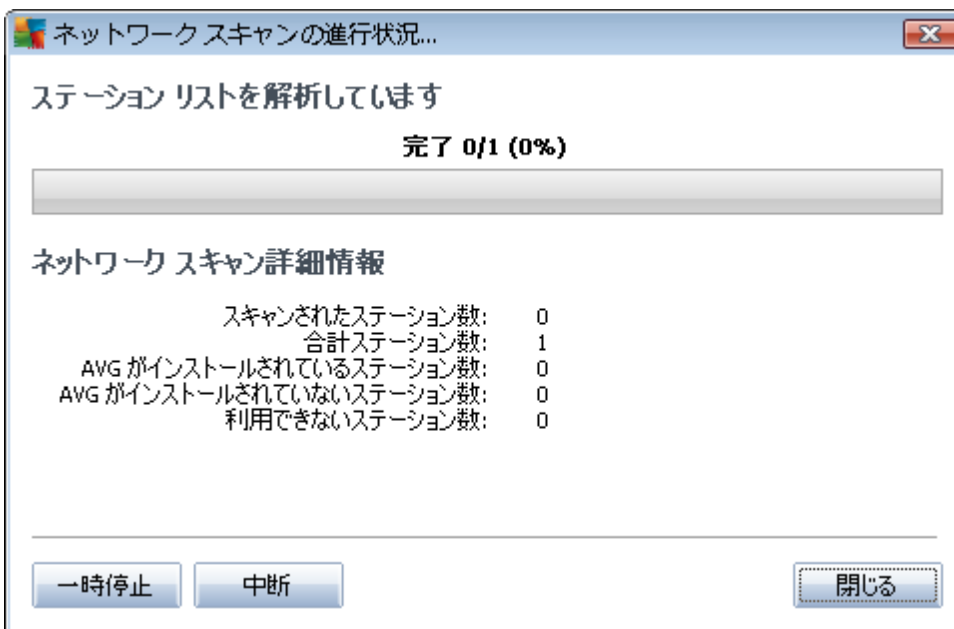 ネットワーク スキャンの進行状況...
ステーション リストを解析しています
完了 0/1 (0%)
ネットワーク スキャン詳細情報
スキャンされたステーション数: 0
合計ステーション数: 1
AVG がインストールされているステーション数: 0
AVG がインストールされていないステーション数: 0
利用できないステーション数: 0
一時停止
中断
閉じる